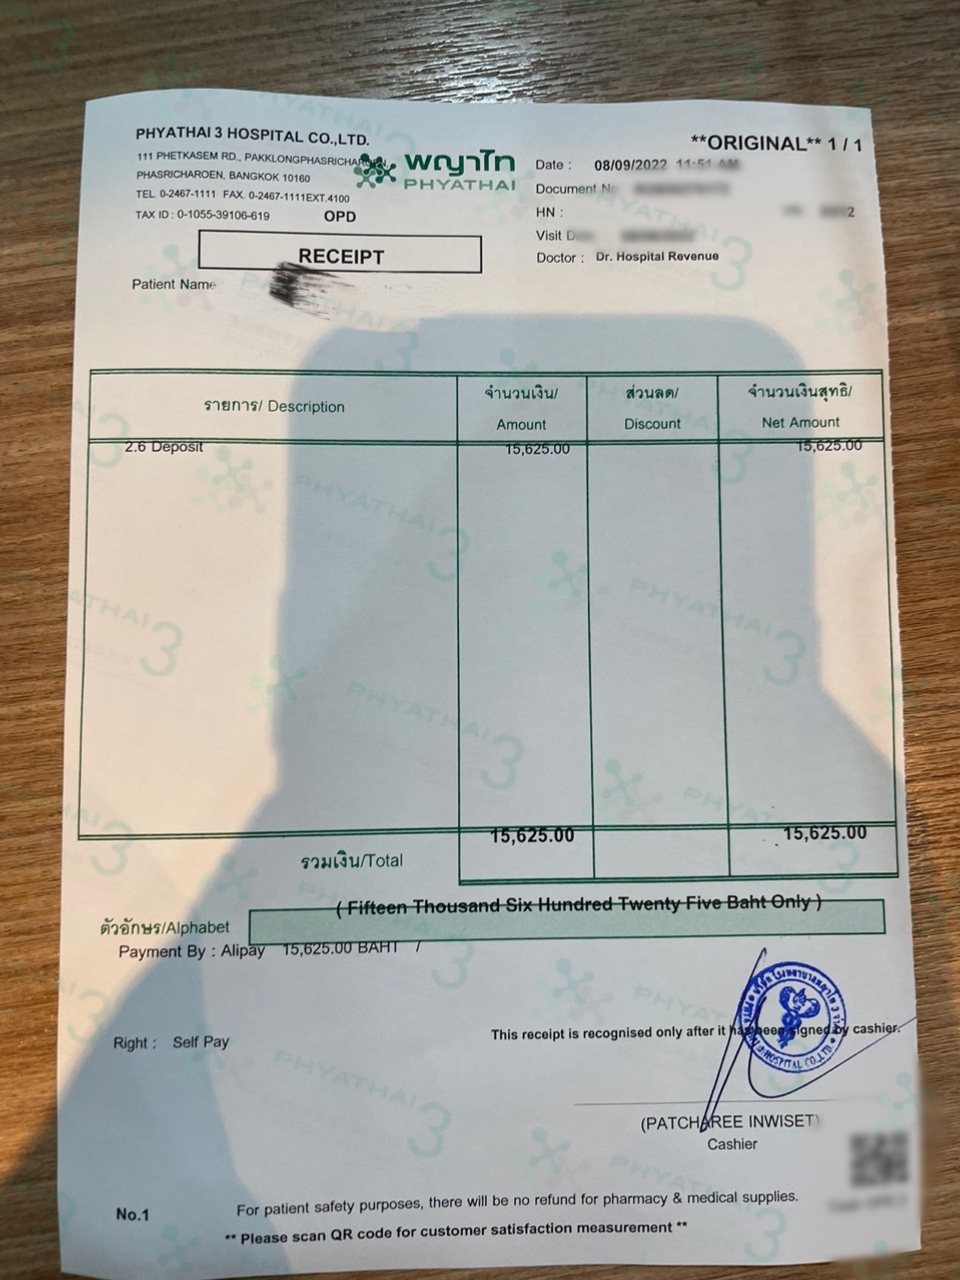 PHYATHAI 3 HOSPITAL CO.,LTD.
111 PHETKASEM RD., PAKKLONGPHASRICHAROEN,
PHASRICHAROEN, BANGKOK 10160
TEL 0-2467-1111 FAX. 0-2467-1111EXT.4100
TAX ID : 0-1055-39106-619 OPD
พญาไท
PHYATHAI
**ORIGINAL** 1 / 1
Date : 08/09/2022 11:51 AM
Document
HN : 2
Visit
Doctor : Dr. Hospital Revenue
RECEIPT
Patient Name
รายการ/ Description
จำนวนเงิน/
Amount
ส่วนลด/
Discount
จำนวนเงินสุทธิ/
Net Amount
2.6 Deposit 15,625.00 15,625.00
รวมเงิน/Total 15,625.00 15,625.00
( Fifteen Thousand Six Hundred Twenty Five Baht Only )
ตัวอักษร/Alphabet
Payment By : Alipay 15,625.00 BAHT /
Right : Self Pay
This receipt is recognised only after it has been signed by cashier.
(PATCHAREE INWISET)
Cashier
No.1
For patient safety purposes, there will be no refund for pharmacy & medical supplies.
** Please scan QR code for customer satisfaction measurement **